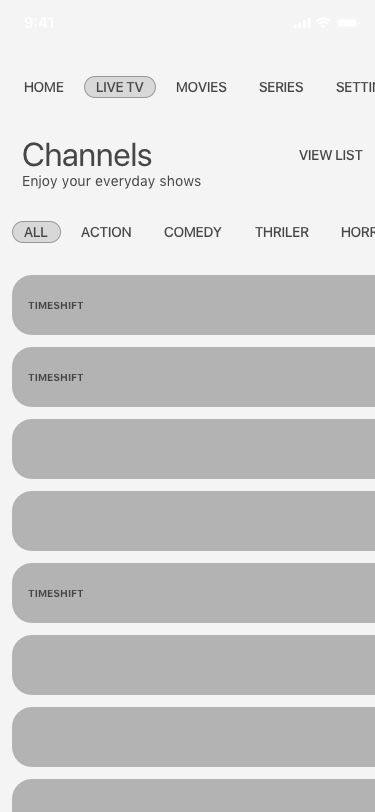 9:41
HOME LIVE TV MOVIES SERIES SETTIN
Channels
VIEW LIST
Enjoy your everyday shows
ALL ACTION COMEDY THRILER HORR
TIMESHIFT
TIMESHIFT
TIMESHIFT